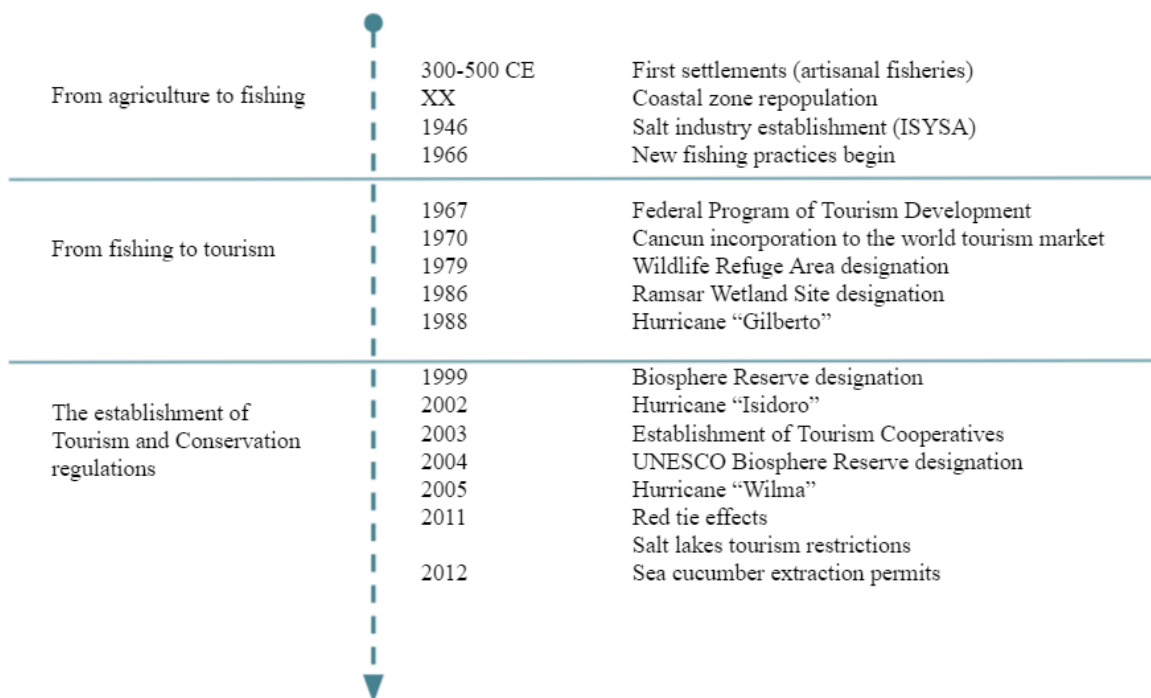 From agriculture to fishing
300-500 CE First settlements (artisanal fisheries)
XX Coastal zone repopulation
1946 Salt industry establishment (ISYSA)
1966 New fishing practices begin
From fishing to tourism
1967 Federal Program of Tourism Development
1970 Cancun incorporation to the world tourism market
1979 Wildlife Refuge Area designation
1986 Ramsar Wetland Site designation
1988 Hurricane “Gilberto”
The establishment of
Tourism and Conservation
regulations
1999 Biosphere Reserve designation
2002 Hurricane “Isidoro”
2003 Establishment of Tourism Cooperatives
2004 UNESCO Biosphere Reserve designation
2005 Hurricane “Wilma”
2011 Red tie effects
Salt lakes tourism restrictions
2012 Sea cucumber extraction permits